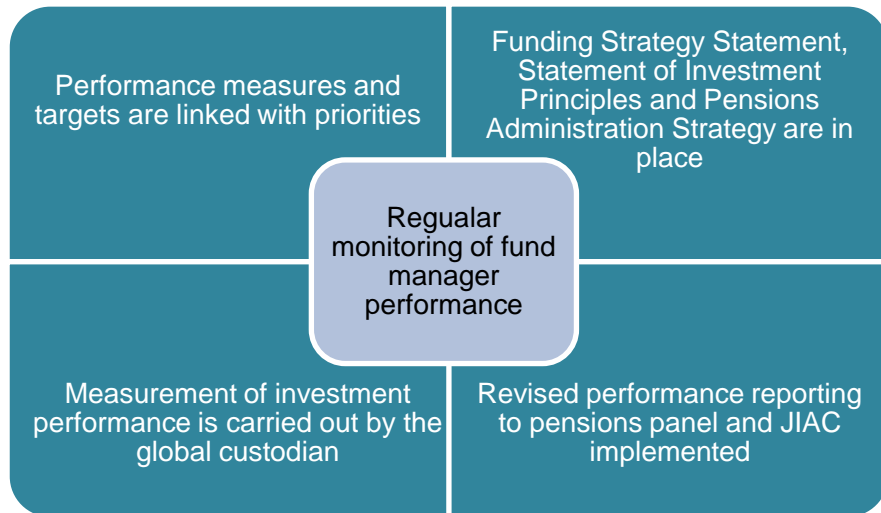 Performance measures and
targets are linked with priorities
Funding Strategy Statement,
Statement of Investment
Principles and Pensions
Administration Strategy are in
place
Regualar
monitoring of fund
manager
performance
Measurement of investment
performance is carried out by the
global custodian
Revised performance reporting
to pensions panel and JIAC
implemented